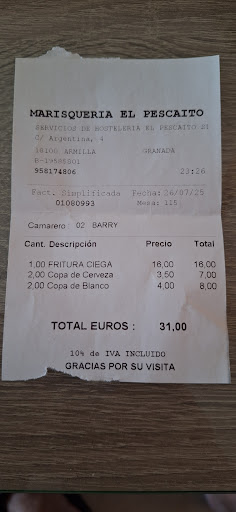 MARISQUERIA EL PESCAITO
SERVICIOS DE HOSTELERIA EL PESCAITO Sl
C/ Argentina, 4
18100 ARMILLA GRANADA
958174806 23:26
Fact. Simplificada Fecha: 26/07/25
01080993 Mesa: 115
Camarero: 02 BARRY
Cant. Descripción Precio Total
1,00 FRITURA CIEGA 16,00 16,00
2,00 Copa de Cerveza 3,50 7,00
2,00 Copa de Blanco 4,00 8,00
TOTAL EUROS : 31,00
10% de IVA INCLUIDO
GRACIAS POR SU VISITA